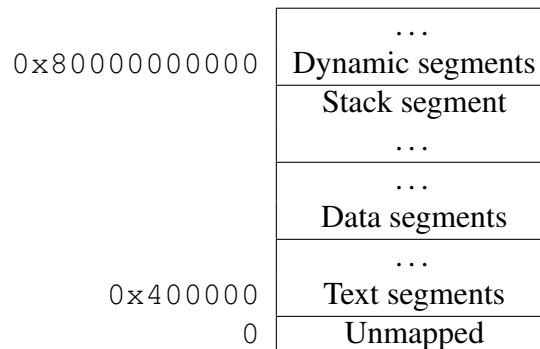 ...
0x80000000000 Dynamic segments
Stack segment
...
...
Data segments
...
0x400000 Text segments
0 Unmapped